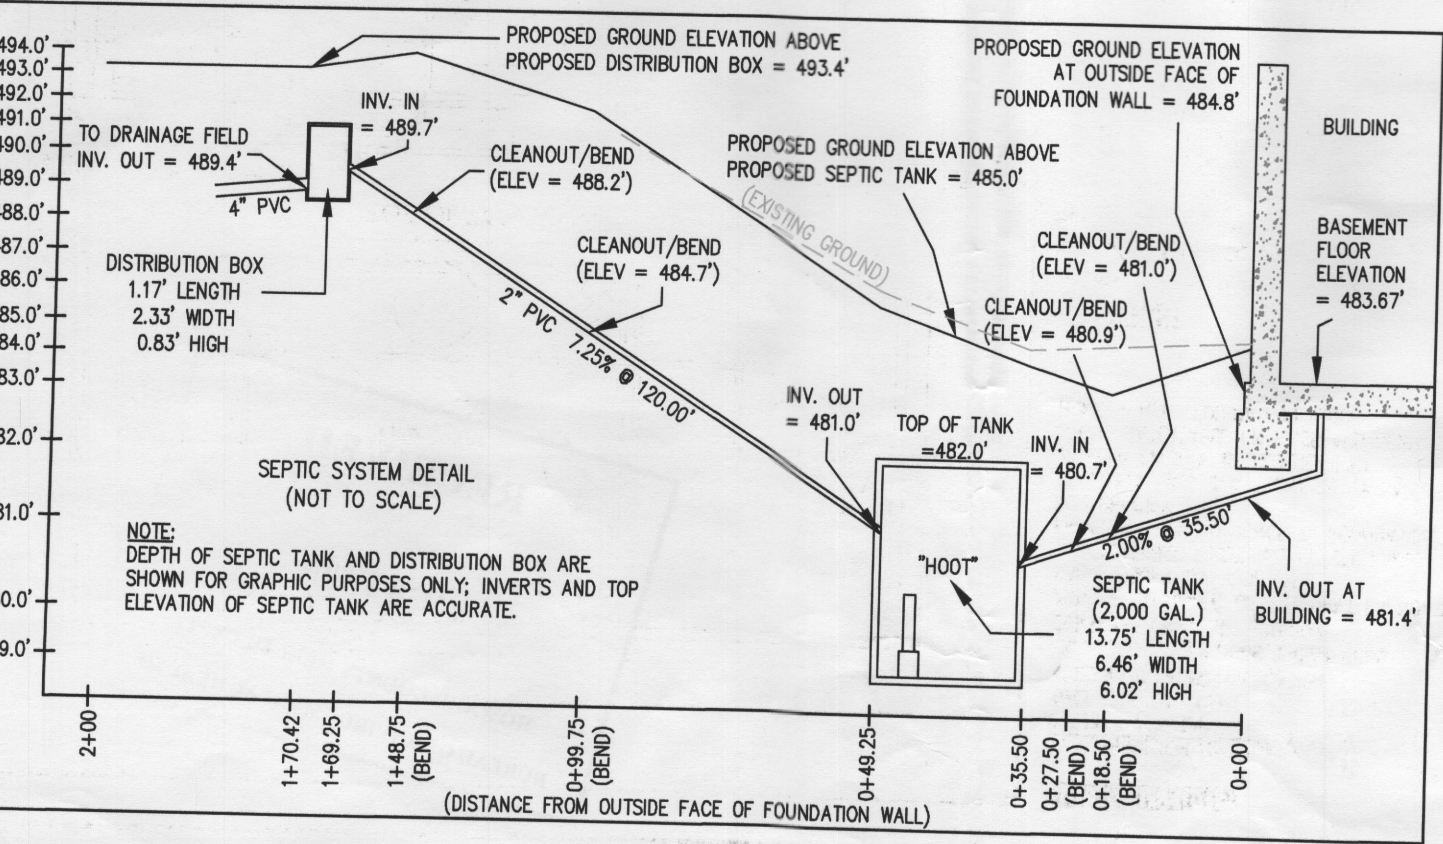 494.0'
493.0'
492.0'
491.0'
490.0'
489.0'
488.0'
487.0'
86.0'
85.0'
84.0'
83.0'
32.0'
31.0'
0.0'
9.0'
PROPOSED GROUND ELEVATION ABOVE
PROPOSED DISTRIBUTION BOX = 493.4'
PROPOSED GROUND ELEVATION
AT OUTSIDE FACE OF
FOUNDATION WALL = 484.8'
BUILDING
INV. IN
= 489.7'
TO DRAINAGE FIELD
INV. OUT = 489.4'
4" PVC
CLEANOUT/BEND
(ELEV = 488.2')
PROPOSED GROUND ELEVATION ABOVE
PROPOSED SEPTIC TANK = 485.0'
(EXISTING GROUND)
DISTRIBUTION BOX
1.17' LENGTH
2.33' WIDTH
0.83' HIGH
CLEANOUT/BEND
(ELEV = 484.7')
2" PVC 7.25% @ 120.00'
CLEANOUT/BEND
(ELEV = 481.0')
CLEANOUT/BEND
(ELEV = 480.9')
BASEMENT
FLOOR
ELEVATION
= 483.67'
INV. OUT
= 481.0'
TOP OF TANK
=482.0'
INV. IN
= 480.7'
SEPTIC SYSTEM DETAIL
(NOT TO SCALE)
NOTE:
DEPTH OF SEPTIC TANK AND DISTRIBUTION BOX ARE
SHOWN FOR GRAPHIC PURPOSES ONLY; INVERTS AND TOP
ELEVATION OF SEPTIC TANK ARE ACCURATE.
"HOOT"
2.00% @ 35.50'
SEPTIC TANK
(2,000 GAL.)
13.75' LENGTH
6.46' WIDTH
6.02' HIGH
INV. OUT AT
BUILDING = 481.4'
2+00
1+70.42
1+69.25
1+48.75
(BEND)
0+99.75
(BEND)
0+49.25
0+35.50
0+27.50
(BEND)
0+18.50
(BEND)
0+00
(DISTANCE FROM OUTSIDE FACE OF FOUNDATION WALL)